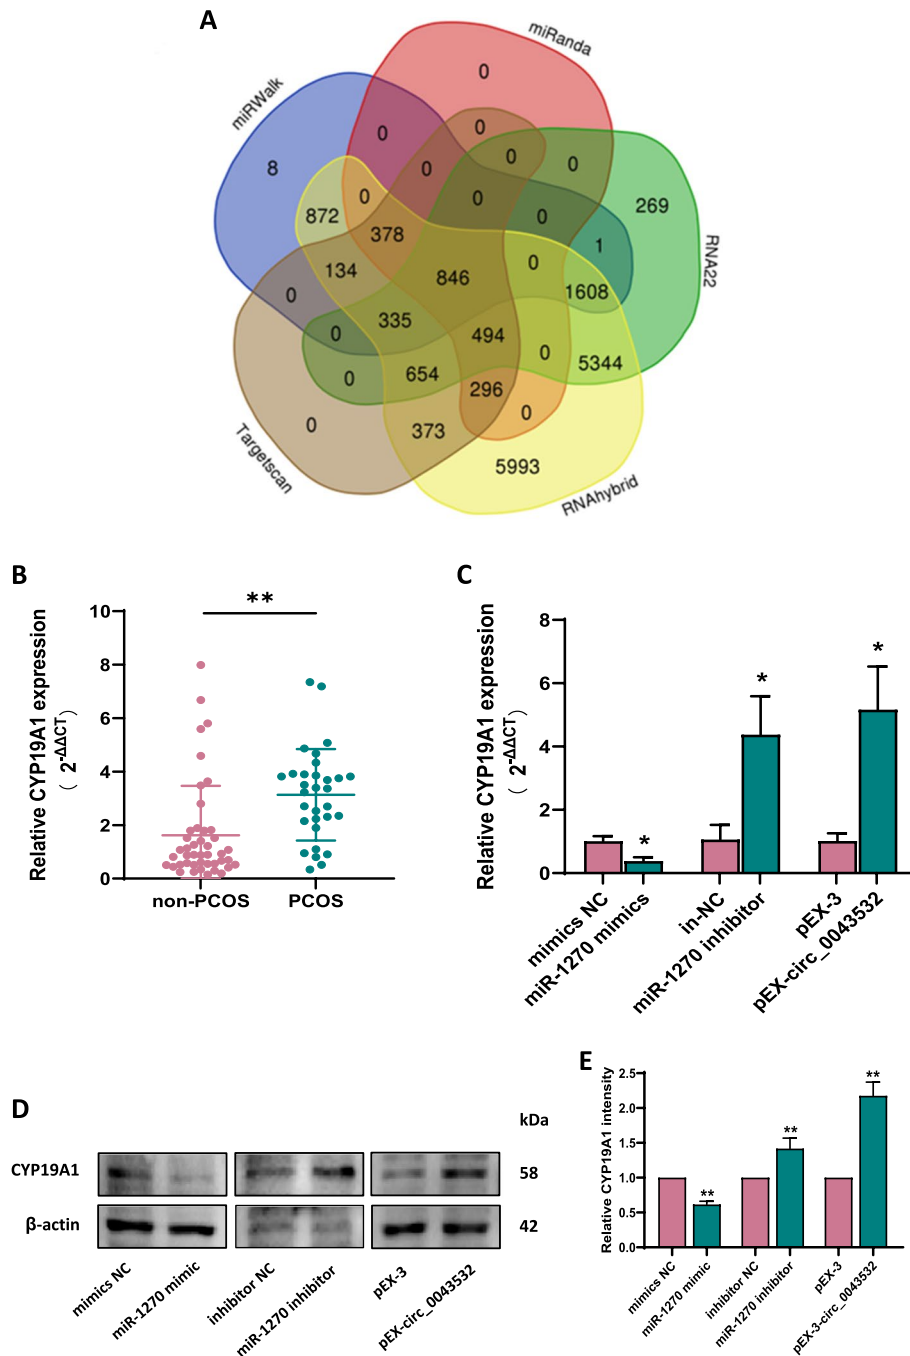 A
miRanda
miRWalk
RNA22
Targetscan
RNAhybrid
0
0
0
0
0
0
8
0
0
269
872
0
0
378
1
134
846
0
1608
0
335
494
0
0
654
0
5344
296
0
0
373
5993
B
Relative CYP19A1 expression
( 2-ΔΔCT)
10
8
6
4
2
0
**
non-PCOS
PCOS
C
Relative CYP19A1 expression
( 2-ΔΔCT)
8
6
4
2
0
*
*
*
mimics NC
miR-1270 mimics
in-NC
miR-1270 inhibitor
pEX-3
pEX-circ_0043532
D
kDa
CYP19A1
58
β-actin
42
mimics NC
miR-1270 mimic
inhibitor NC
miR-1270 inhibitor
pEX-3
pEX-circ_0043532
E
Relative CYP19A1 intensity
2.5
2.0
1.5
1.0
0.5
0.0
**
**
**
mimics NC
miR-1270 mimic
inhibitor NC
miR-1270 inhibitor
pEX-3
pEX-3-circ_0043532